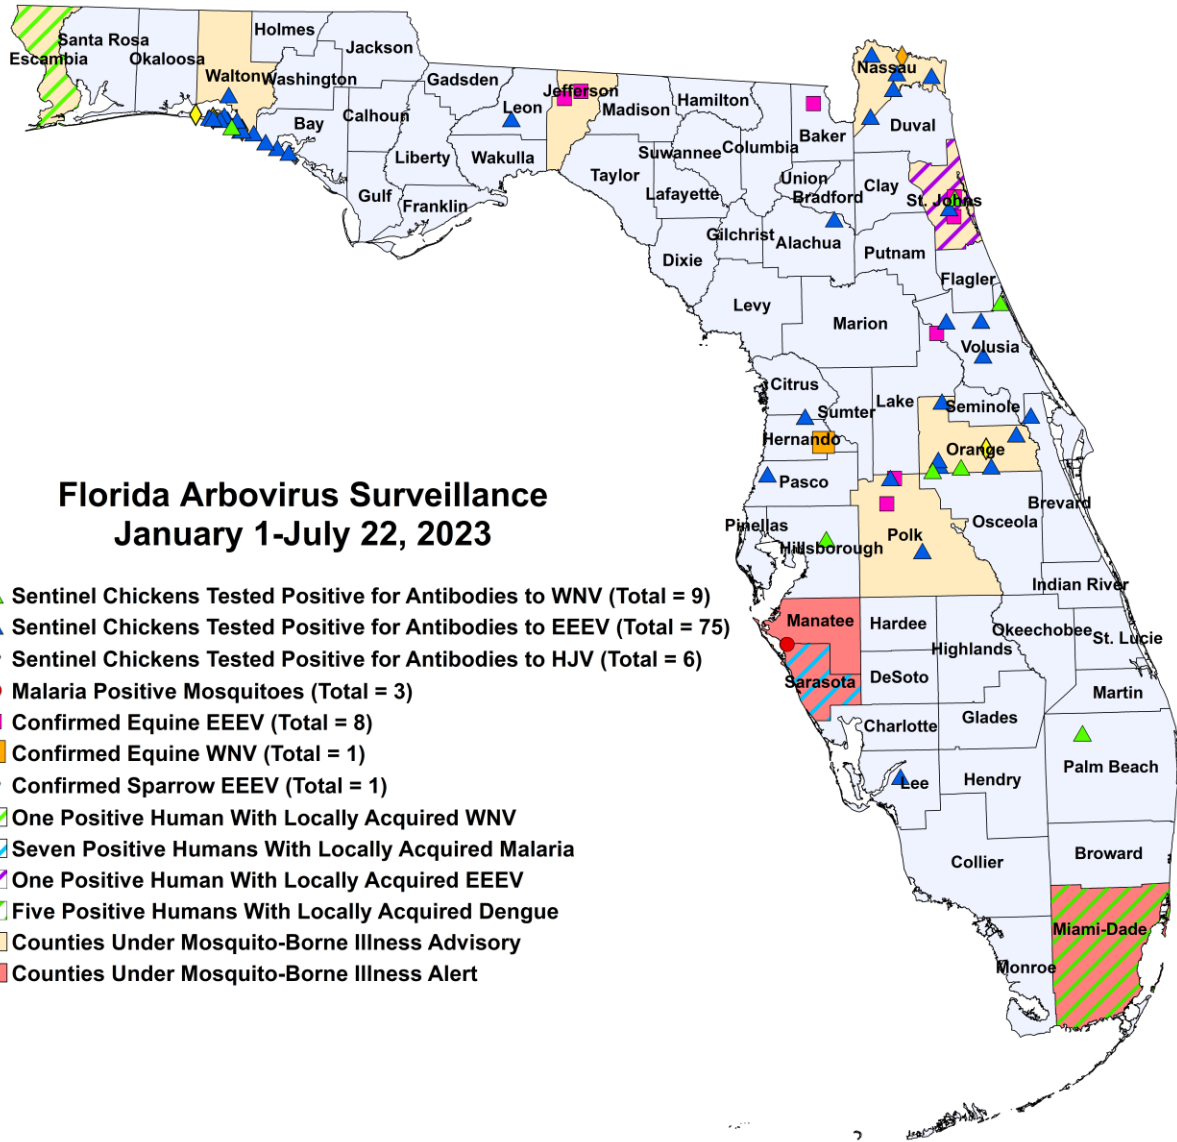 Holmes
Santa Rosa
Jackson
Escambia
Okaloosa
Walton
Washington
Gadsden
Jefferson
Nassau
Leon
Madison
Hamilton
Calhoun
Bay
Baker
Duval
Liberty
Wakulla
Suwannee
Columbia
Taylor
Union
Clay
Lafayette
Bradford
St. Johns
Gulf
Franklin
Gilchrist
Alachua
Putnam
Dixie
Flagler
Levy
Marion
Volusia
Citrus
Lake
Seminole
Sumter
Hernando
Orange
Pasco
Florida Arbovirus Surveillance
January 1-July 22, 2023
Brevard
Pinellas
Osceola
Polk
Hillsborough
Indian River
Sentinel Chickens Tested Positive for Antibodies to WNV (Total = 9)
Sentinel Chickens Tested Positive for Antibodies to EEEV (Total = 75)
Sentinel Chickens Tested Positive for Antibodies to HJV (Total = 6)
Malaria Positive Mosquitoes (Total = 3)
Confirmed Equine EEEV (Total = 8)
Confirmed Equine WNV (Total = 1)
Confirmed Sparrow EEEV (Total = 1)
One Positive Human With Locally Acquired WNV
Seven Positive Humans With Locally Acquired Malaria
One Positive Human With Locally Acquired EEEV
Five Positive Humans With Locally Acquired Dengue
Counties Under Mosquito-Borne Illness Advisory
Counties Under Mosquito-Borne Illness Alert
Manatee
Hardee
Okeechobee
St. Lucie
Highlands
Sarasota
DeSoto
Martin
Charlotte
Glades
Palm Beach
Lee
Hendry
Broward
Collier
Miami-Dade
Monroe